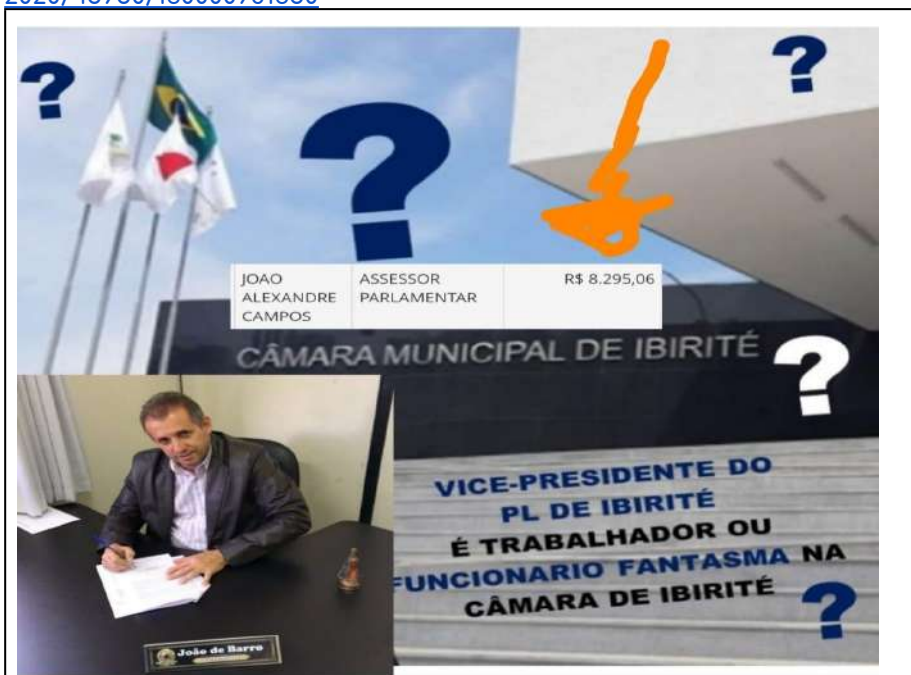 ?
?
?
JOAO
ALEXANDRE
CAMPOS
ASSESSOR
PARLAMENTAR
R$ 8.295,06
CÂMARA MUNICIPAL DE IBIRITÉ
?
VICE-PRESIDENTE DO
PL DE IBIRITÉ
É TRABALHADOR OU
FUNCIONARIO FANTASMA NA
CÂMARA DE IBIRITÉ
?
João de Barro